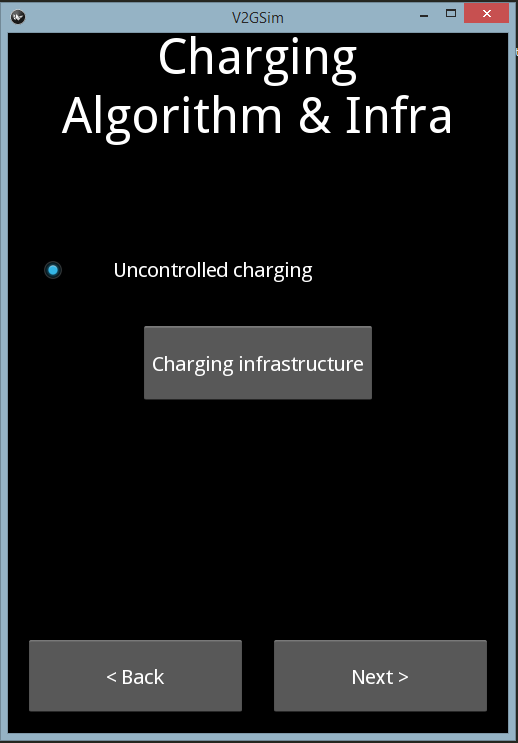 V2GSim
Charging
Algorithm & Infra
Uncontrolled charging
Charging infrastructure
< Back
Next >